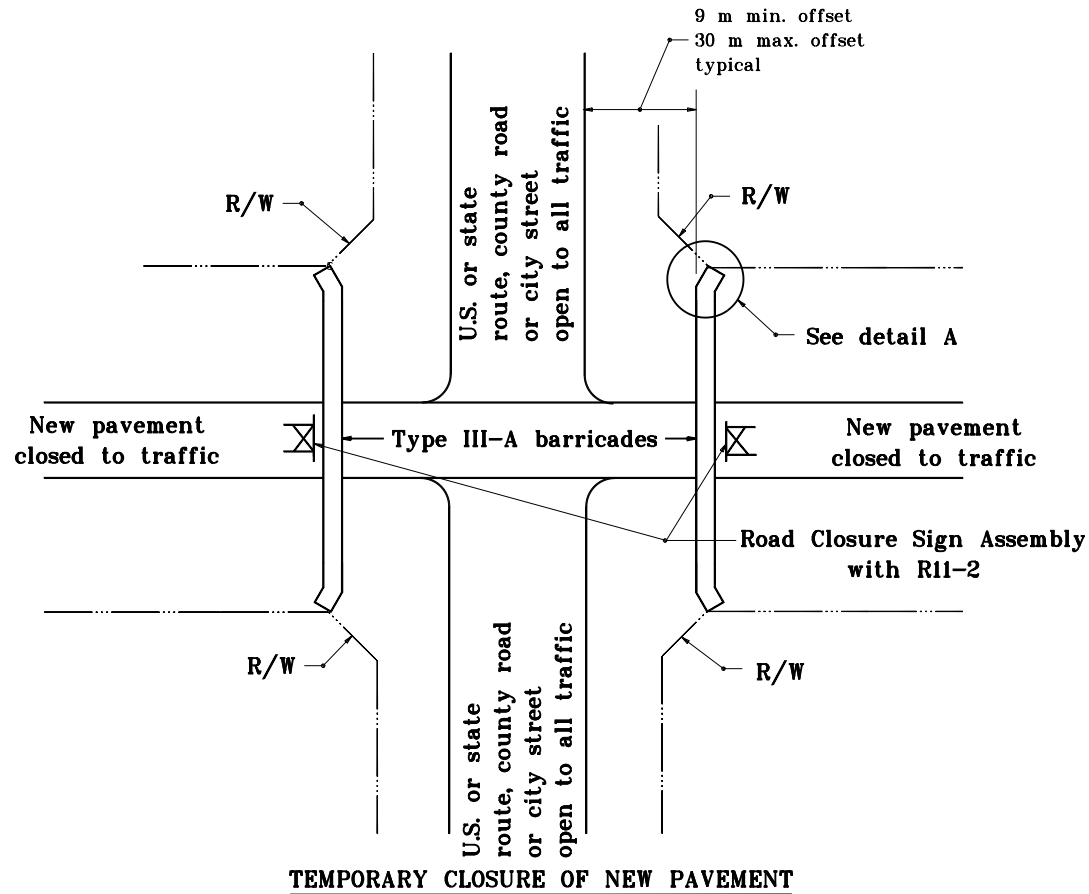 9 m min. offset
30 m max. offset
typical
U.S. or state
route, county road
or city street
open to all traffic
R/W
R/W
See detail A
New pavement
closed to traffic
Type III-A barricades
New pavement
closed to traffic
Road Closure Sign Assembly
with R11-2
R/W
R/W
U.S. or state
route, county road
or city street
open to all traffic
TEMPORARY CLOSURE OF NEW PAVEMENT